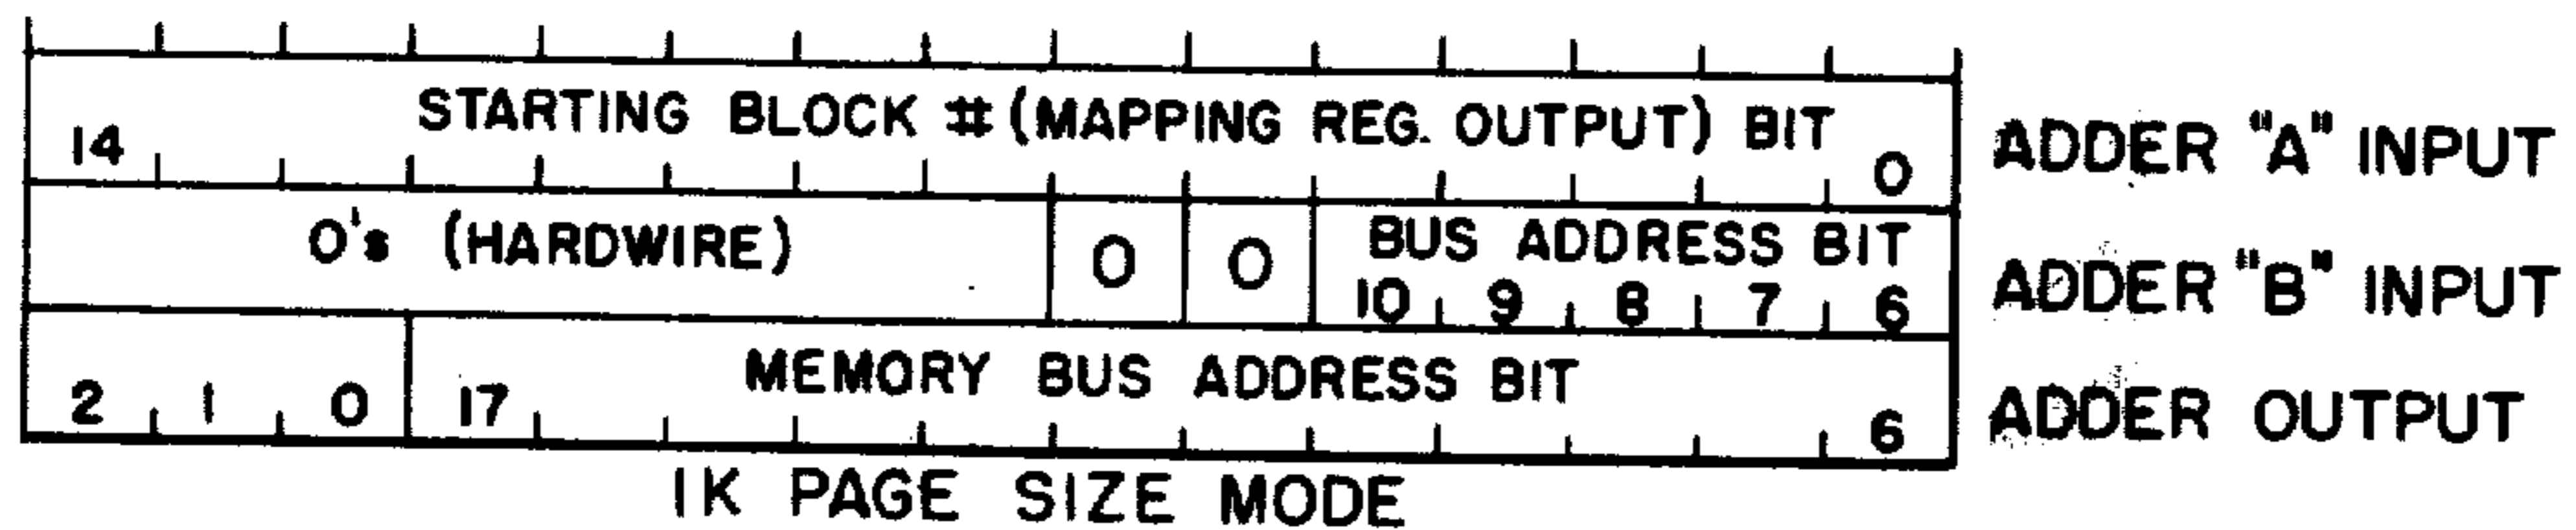 STARTING BLOCK # (MAPPING REG. OUTPUT) BIT
14 0 ADDER "A" INPUT
0's (HARDWIRE) 0 0 BUS ADDRESS BIT
10 9 8 7 6 ADDER "B" INPUT
MEMORY BUS ADDRESS BIT
2 1 0 17 6 ADDER OUTPUT
1K PAGE SIZE MODE